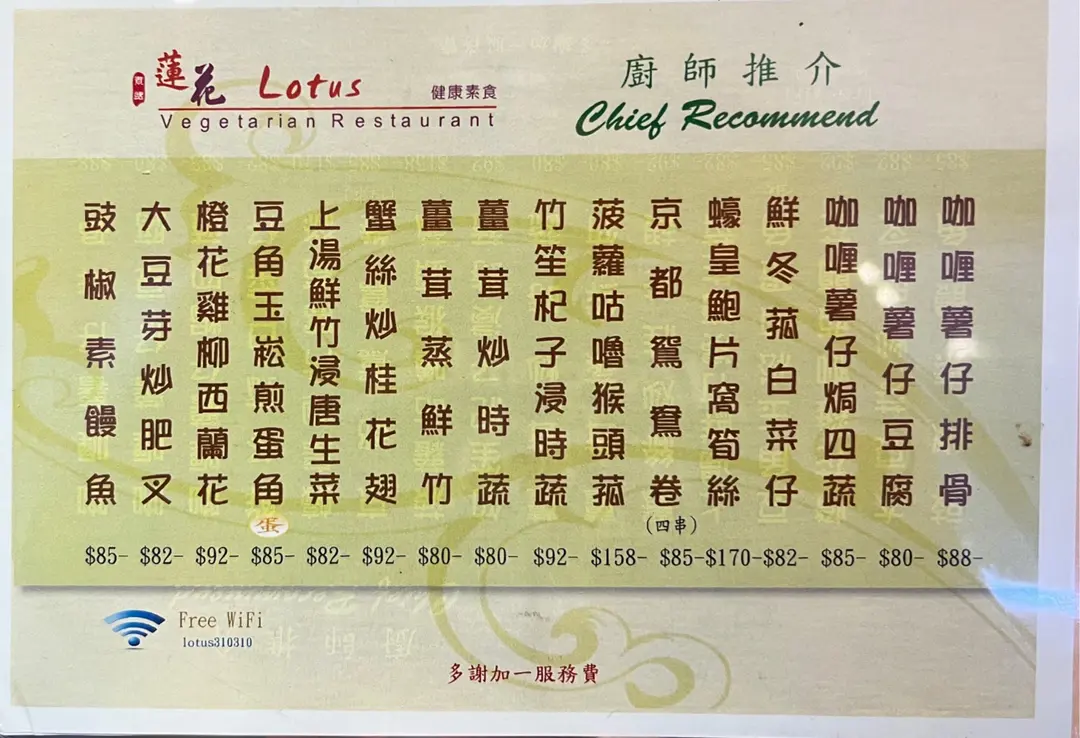 蓮花 Lotus
健康素食
Vegetarian Restaurant
廚師推介
Chief Recommend
咖喱薯仔排骨
$88-
咖喱薯仔豆腐
$80-
咖喱薯仔焗四蔬
$85-
鮮冬菰白菜仔
$82-
蠔皇鮑片窩筍絲
$170-
京都鴛鴦卷
(四串)
$85-
菠蘿咕嚕猴頭菰
$158-
竹笙杞子浸時蔬
$92-
薑茸炒時蔬
$80-
薑茸蒸鮮竹
$80-
蟹絲炒桂花翅
$92-
上湯鮮竹浸唐生菜
$82-
豆角玉崧煎蛋角
蛋
$85-
橙花雞柳西蘭花
$92-
大豆芽炒肥叉
$82-
豉椒素饅魚
$85-
Free WiFi
lotus310310
多謝加一服務費